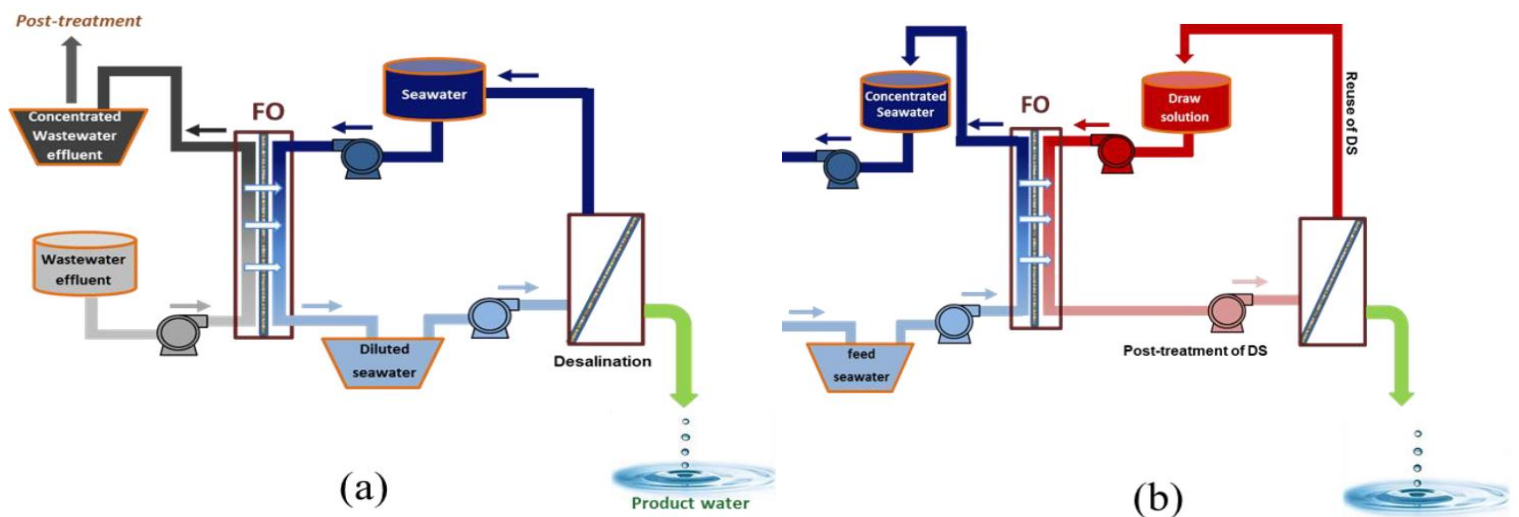 Post-treatment
Concentrated
Wastewater
effluent
FO
Seawater
Wastewater
effluent
Diluted
seawater
Desalination
Product water
(a)
Concentrated
Seawater
FO
Draw
solution
Reuse of DS
feed
seawater
Post-treatment of DS
(b)